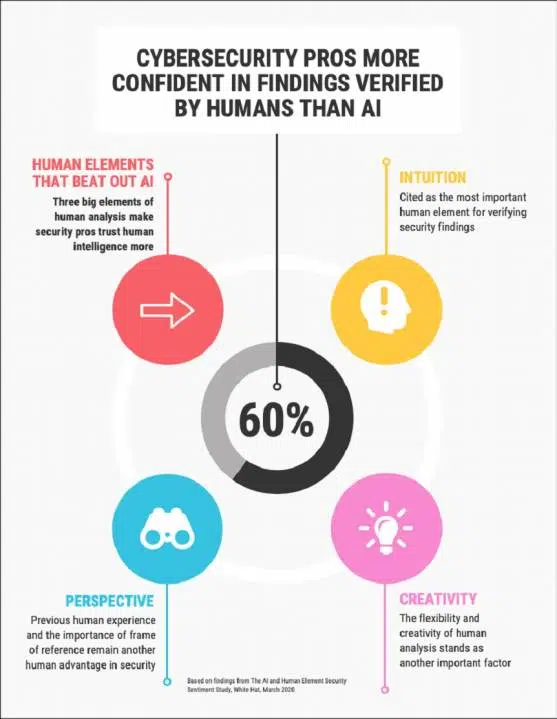 CYBERSECURITY PROS MORE
CONFIDENT IN FINDINGS VERIFIED
BY HUMANS THAN AI
HUMAN ELEMENTS
THAT BEAT OUT AI
Three big elements of
human analysis make
security pros trust human
intelligence more
INTUITION
Cited as the most important
human element for verifying
security findings
60%
PERSPECTIVE
Previous human experience
and the importance of frame
of reference remain another
human advantage in security
CREATIVITY
The flexibility and
creativity of human
analysis stands as
another important factor
Based on findings from The AI and Human Element Security
Sentiment Study, White Hat, March 2020